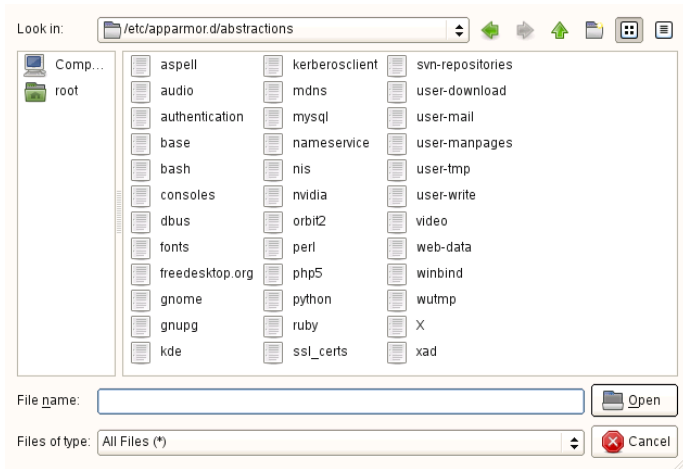 Look in: /etc/apparmor.d/abstractions
Comp...
root
aspell kerberosclient svn-repositories
audio mdns user-download
authentication mysql user-mail
base nameservice user-manpages
bash nis user-tmp
consoles nvidia user-write
dbus orbit2 video
fonts perl web-data
freedesktop.org php5 winbind
gnome python wutmp
gnupg ruby X
kde ssl_certs xad
File name: Open
Files of type: All Files (*) Cancel